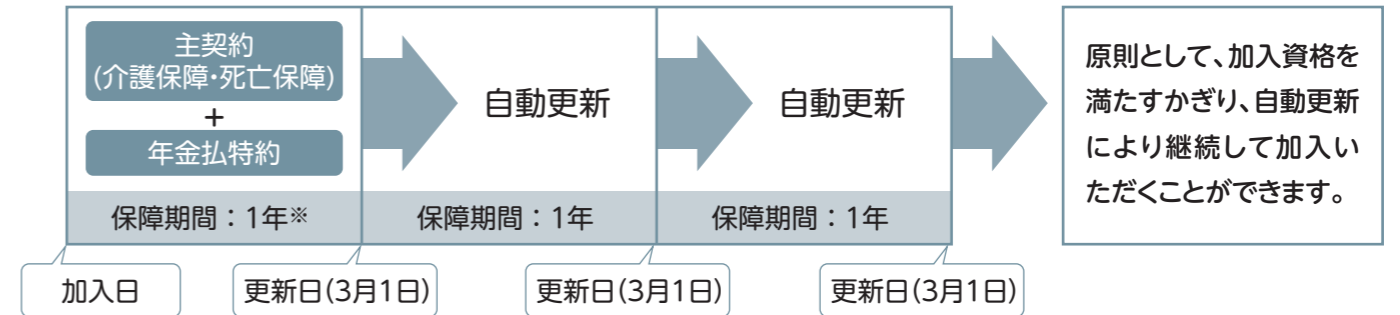 主契約
(介護保障・死亡保障)
+
年金払特約
自動更新
自動更新
原則として、加入資格を
満たすかぎり、自動更新
により継続して加入い
ただくことができます。
保障期間：1年※
保障期間：1年
保障期間：1年
加入日
更新日(3月1日)
更新日(3月1日)
更新日(3月1日)